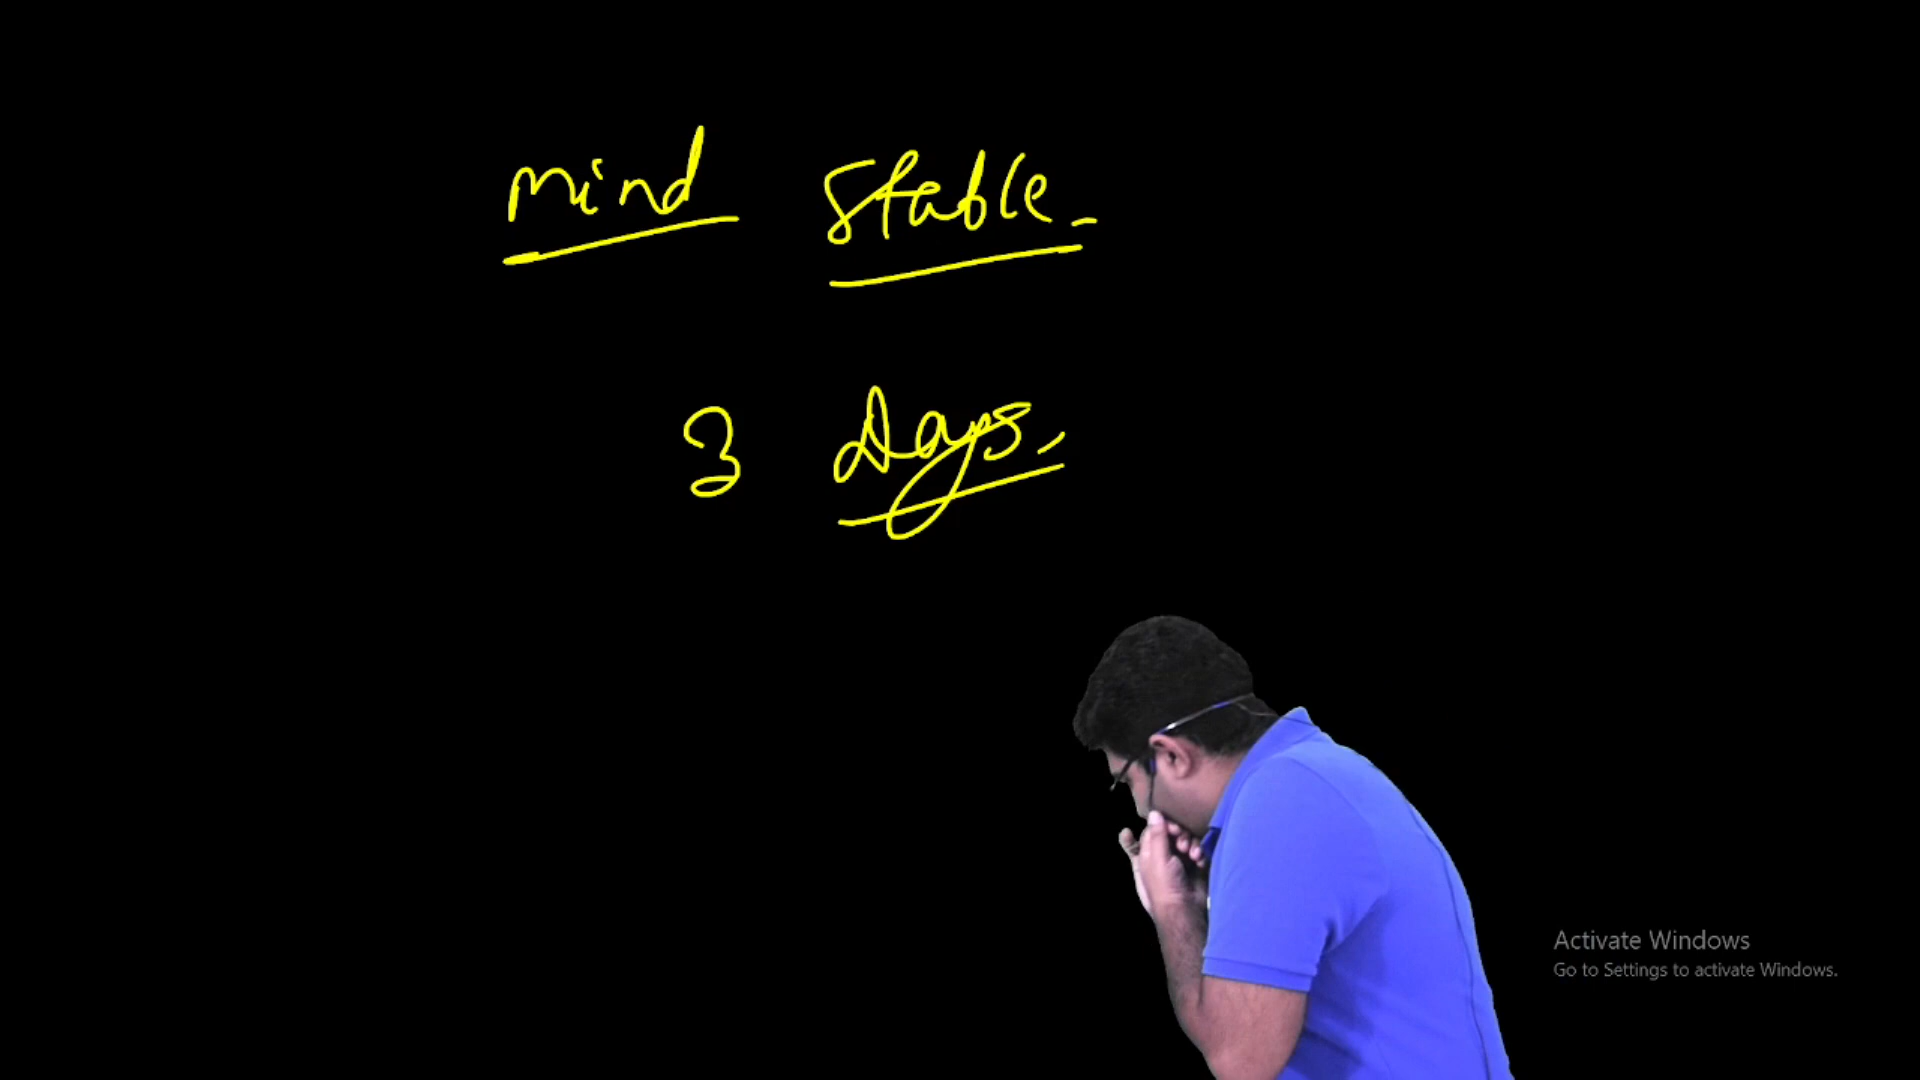 Mind Stable.
3 Days.
Activate Windows
Go to Settings to activate Windows.